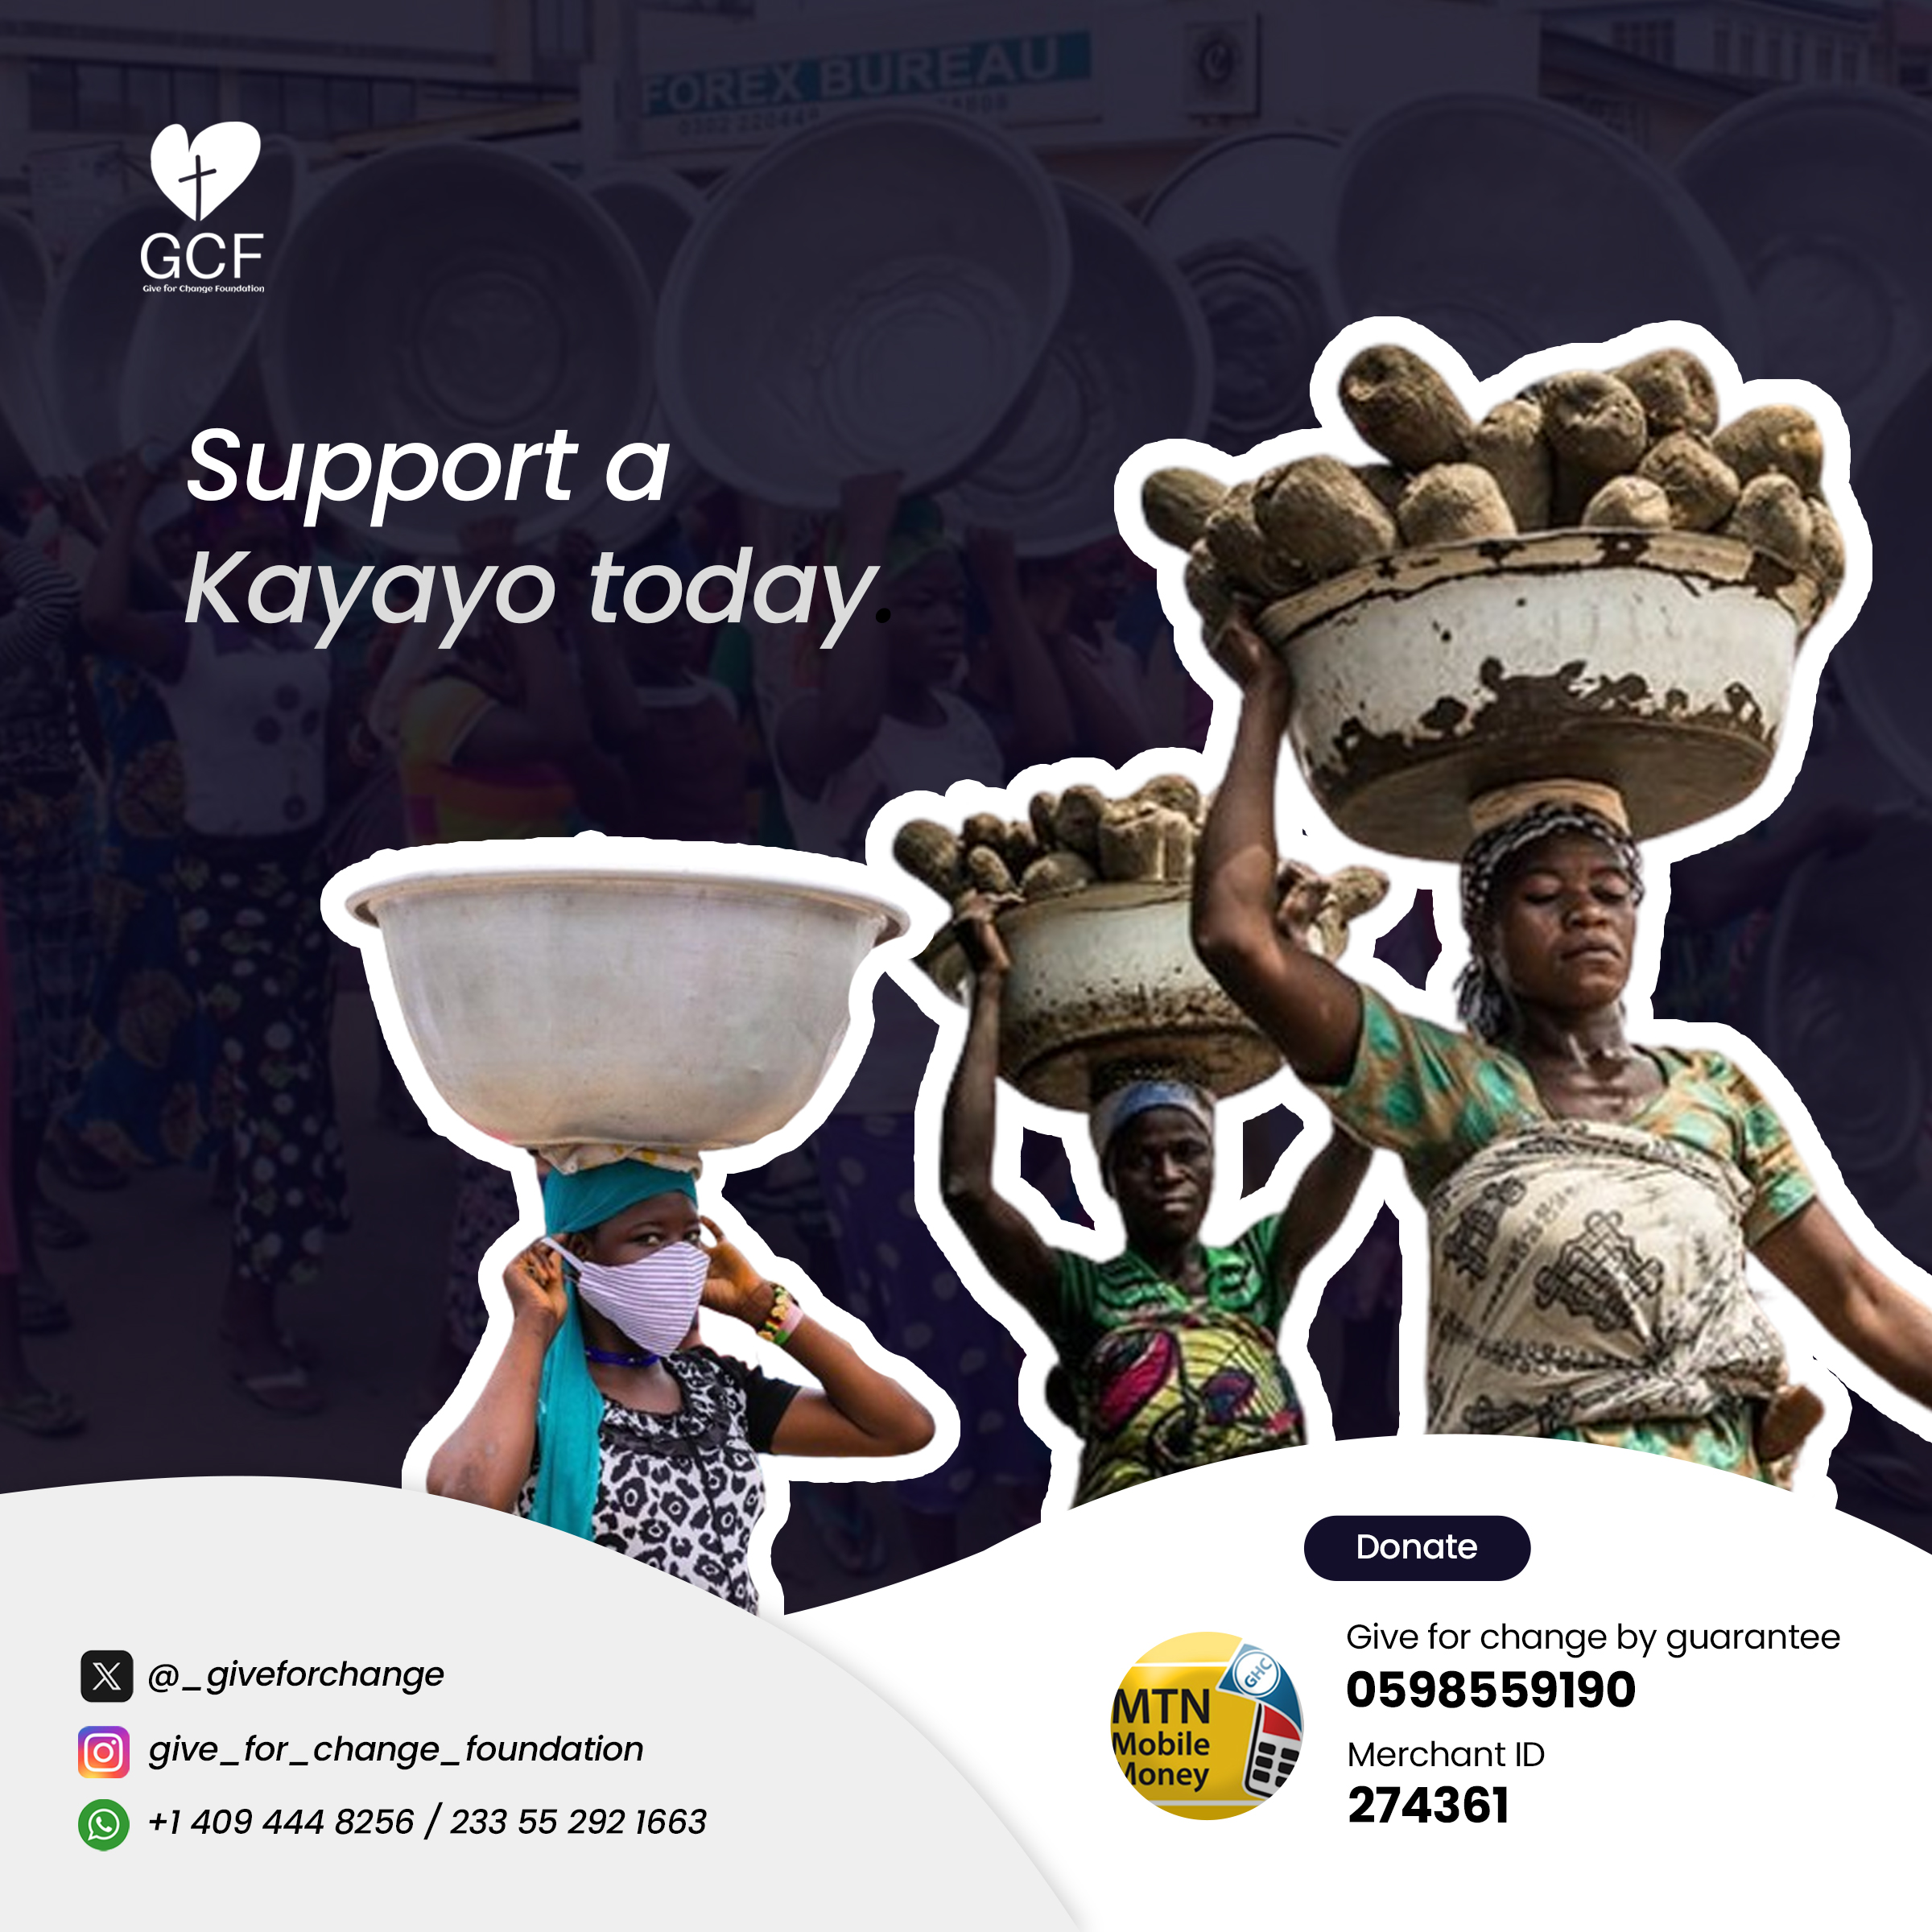 FOREX BUREAU
GCF
Give for Change Foundation
Support a
Kayayo today.
Donate
@_giveforchange
give_for_change_foundation
+1 409 444 8256 / 233 55 292 1663
MTN
Mobile
Money
GHC
Give for change by guarantee
0598559190
Merchant ID
274361